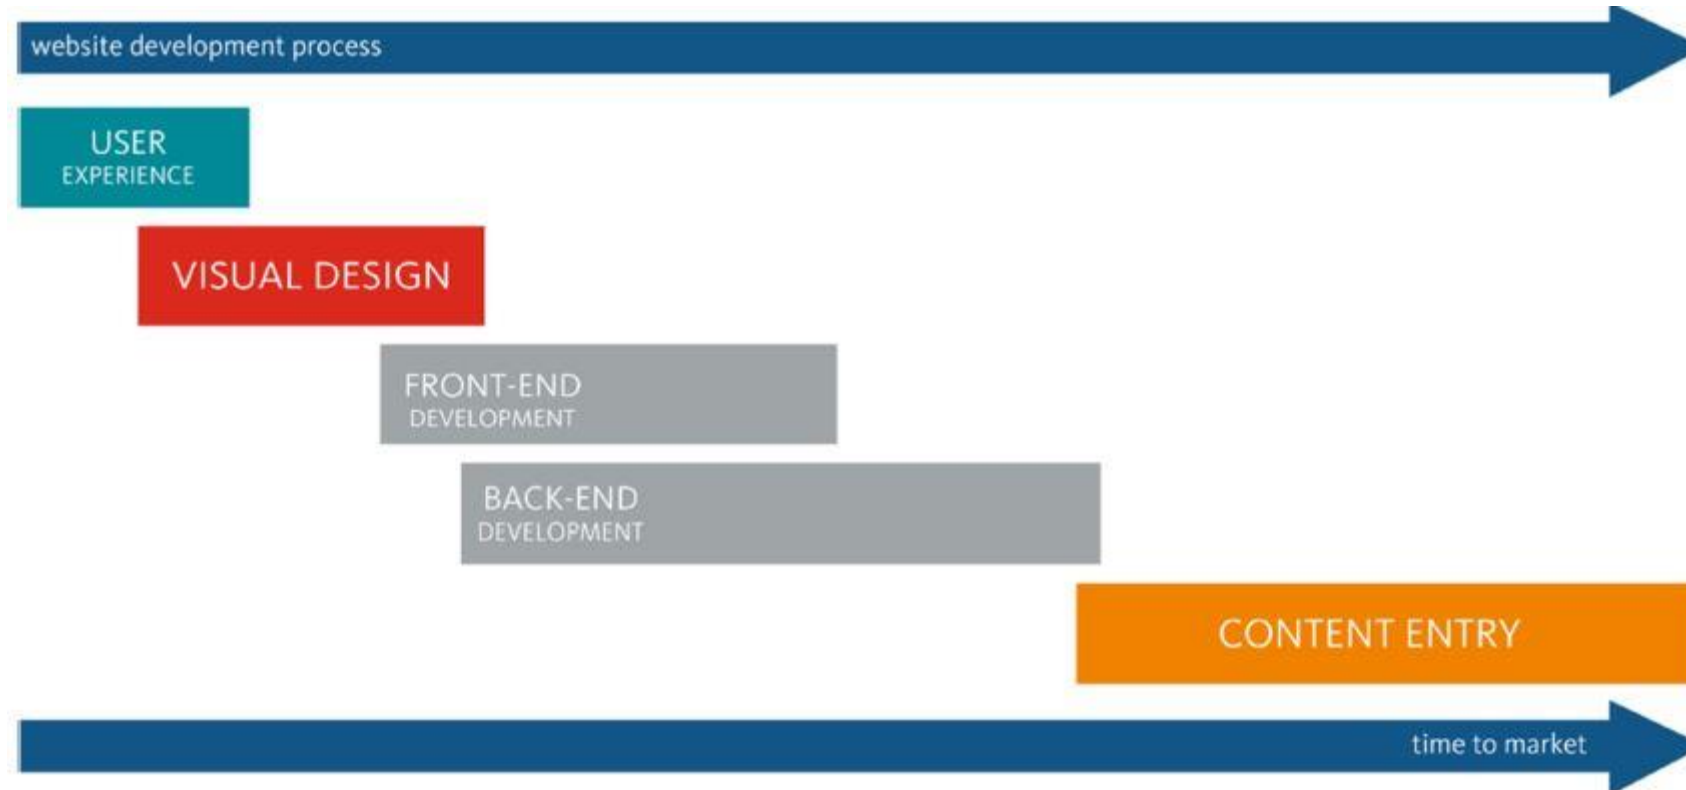 website development process
USER
EXPERIENCE
VISUAL DESIGN
FRONT-END
DEVELOPMENT
BACK-END
DEVELOPMENT
CONTENT ENTRY
time to market